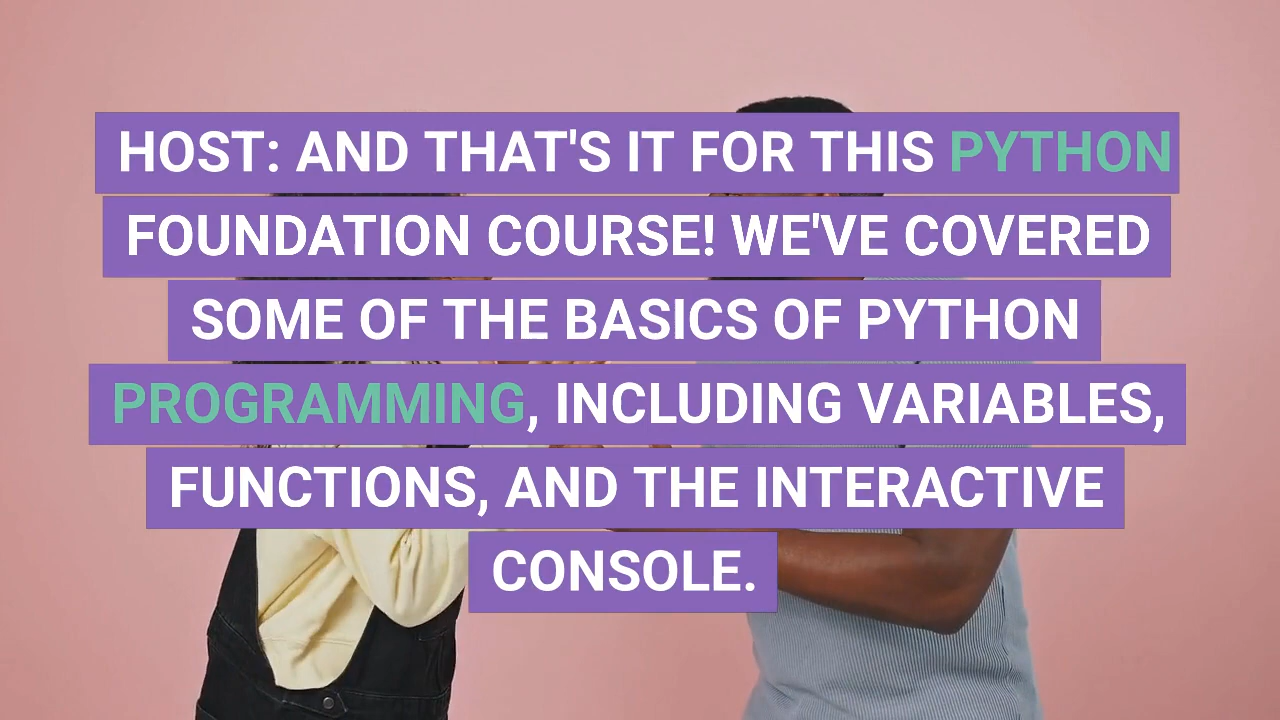 HOST: AND THAT'S IT FOR THIS PYTHON
FOUNDATION COURSE! WE'VE COVERED
SOME OF THE BASICS OF PYTHON
PROGRAMMING, INCLUDING VARIABLES,
FUNCTIONS, AND THE INTERACTIVE
CONSOLE.